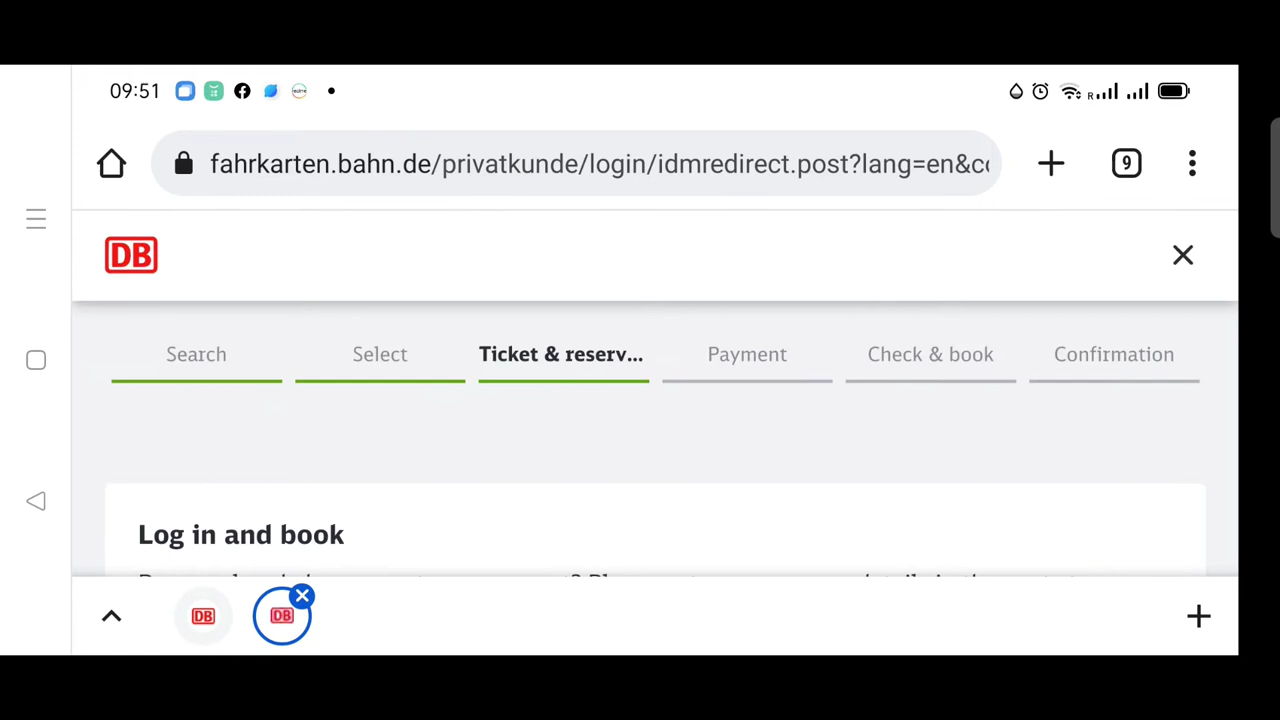 09:51
R
fahrkarten.bahn.de/privatkunde/login/idmredirect.post?lang=en&c
9
DB
Search Select Ticket & reserv... Payment Check & book Confirmation
Log in and book
DB DB